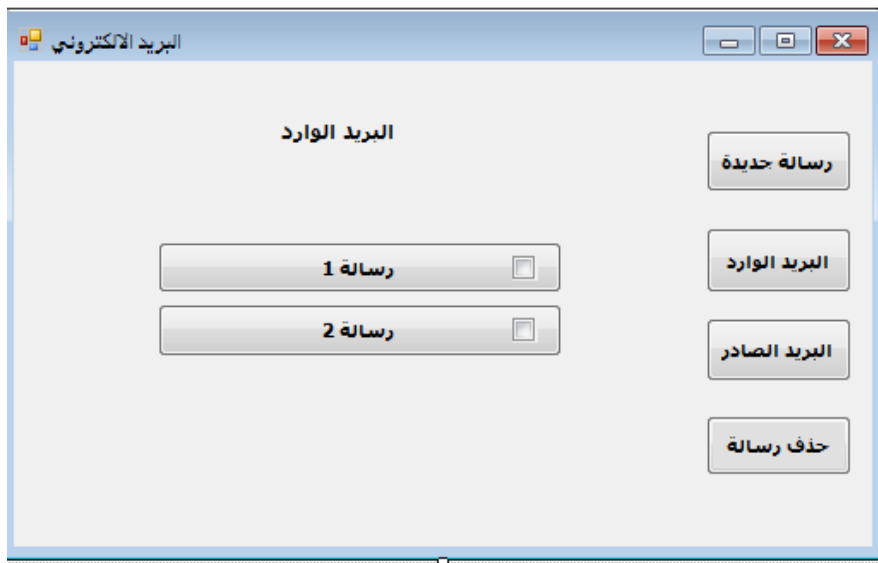 البريد الالكتروني
البريد الوارد
رسالة جديدة
البريد الوارد
البريد الصادر
حذف رسالة
رسالة 1
رسالة 2